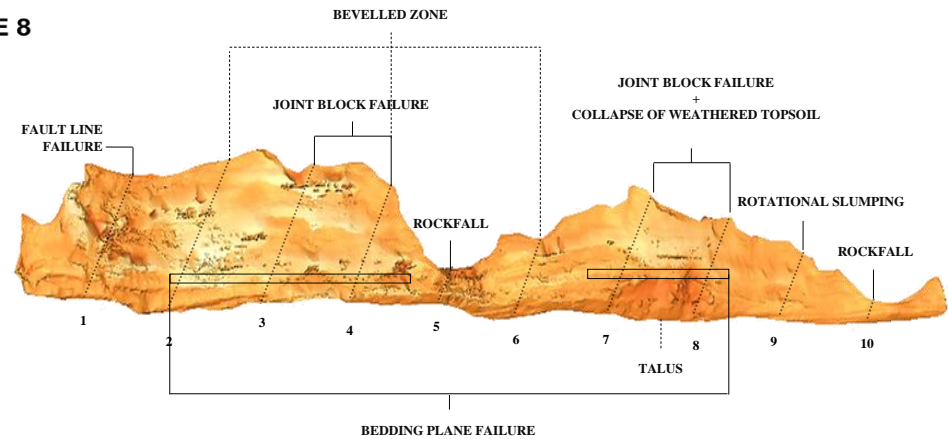 E 8
BEVELLED ZONE
JOINT BLOCK FAILURE
+
COLLAPSE OF WEATHERED TOPSOIL
JOINT BLOCK FAILURE
FAULT LINE
FAILURE
ROTATIONAL SLUMPING
ROCKFALL
ROCKFALL
1
2
3
4
5
6
7
8
9
10
TALUS
BEDDING PLANE FAILURE